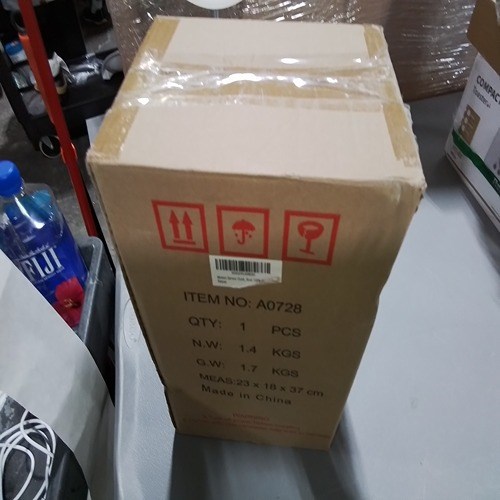 COMPACT
FIJI
ITEM NO: A0728
QTY: 1 PCS
N.W: 1.4 KGS
G.W: 1.7 KGS
MEAS:23 x 18 x 37 cm
Made in China